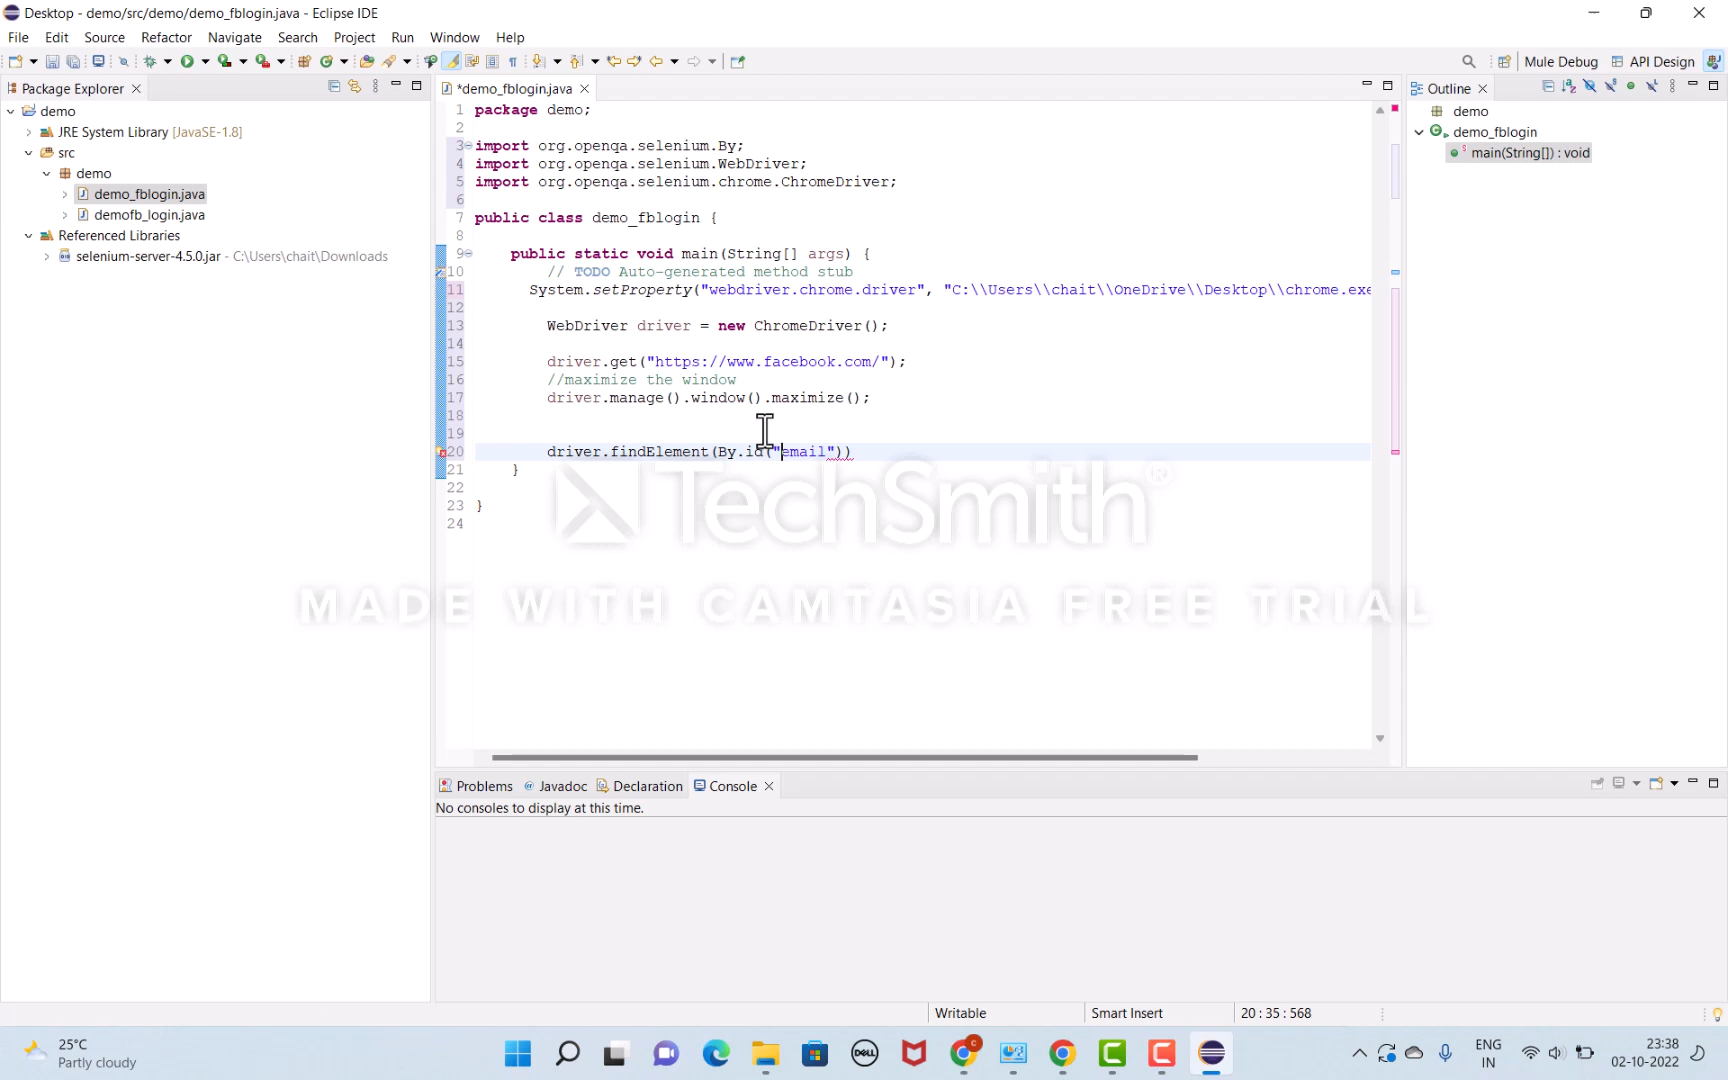 Desktop - demo/src/demo/demo_fblogin.java - Eclipse IDE
File Edit Source Refactor Navigate Search Project Run Window Help
Mule Debug API Design
Package Explorer
*demo_fblogin.java
Outline
demo
JRE System Library [JavaSE-1.8]
src
demo
demo_fblogin.java
demofb_login.java
Referenced Libraries
selenium-server-4.5.0.jar - C:\Users\chait\Downloads
1 package demo;
2
3 import org.openqa.selenium.By;
4 import org.openqa.selenium.WebDriver;
5 import org.openqa.selenium.chrome.ChromeDriver;
6
7 public class demo_fblogin {
8
9 public static void main(String[] args) {
10 // TODO Auto-generated method stub
11 System.setProperty("webdriver.chrome.driver", "C:\\Users\\chait\\OneDrive\\Desktop\\chrome.exe
12
13 WebDriver driver = new ChromeDriver();
14
15 driver.get("https://www.facebook.com/");
16 //maximize the window
17 driver.manage().window().maximize();
18
19
20 driver.findElement(By.id("email"))
21 }
22
23 }
24
demo
demo_fblogin
main(String[]) : void
TechSmith®
MADE WITH CAMTASIA FREE TRIAL
Problems @ Javadoc Declaration Console
No consoles to display at this time.
Writable Smart Insert 20 : 35 : 568
25°C
Partly cloudy
DELL
C
ENG
IN
23:38
02-10-2022